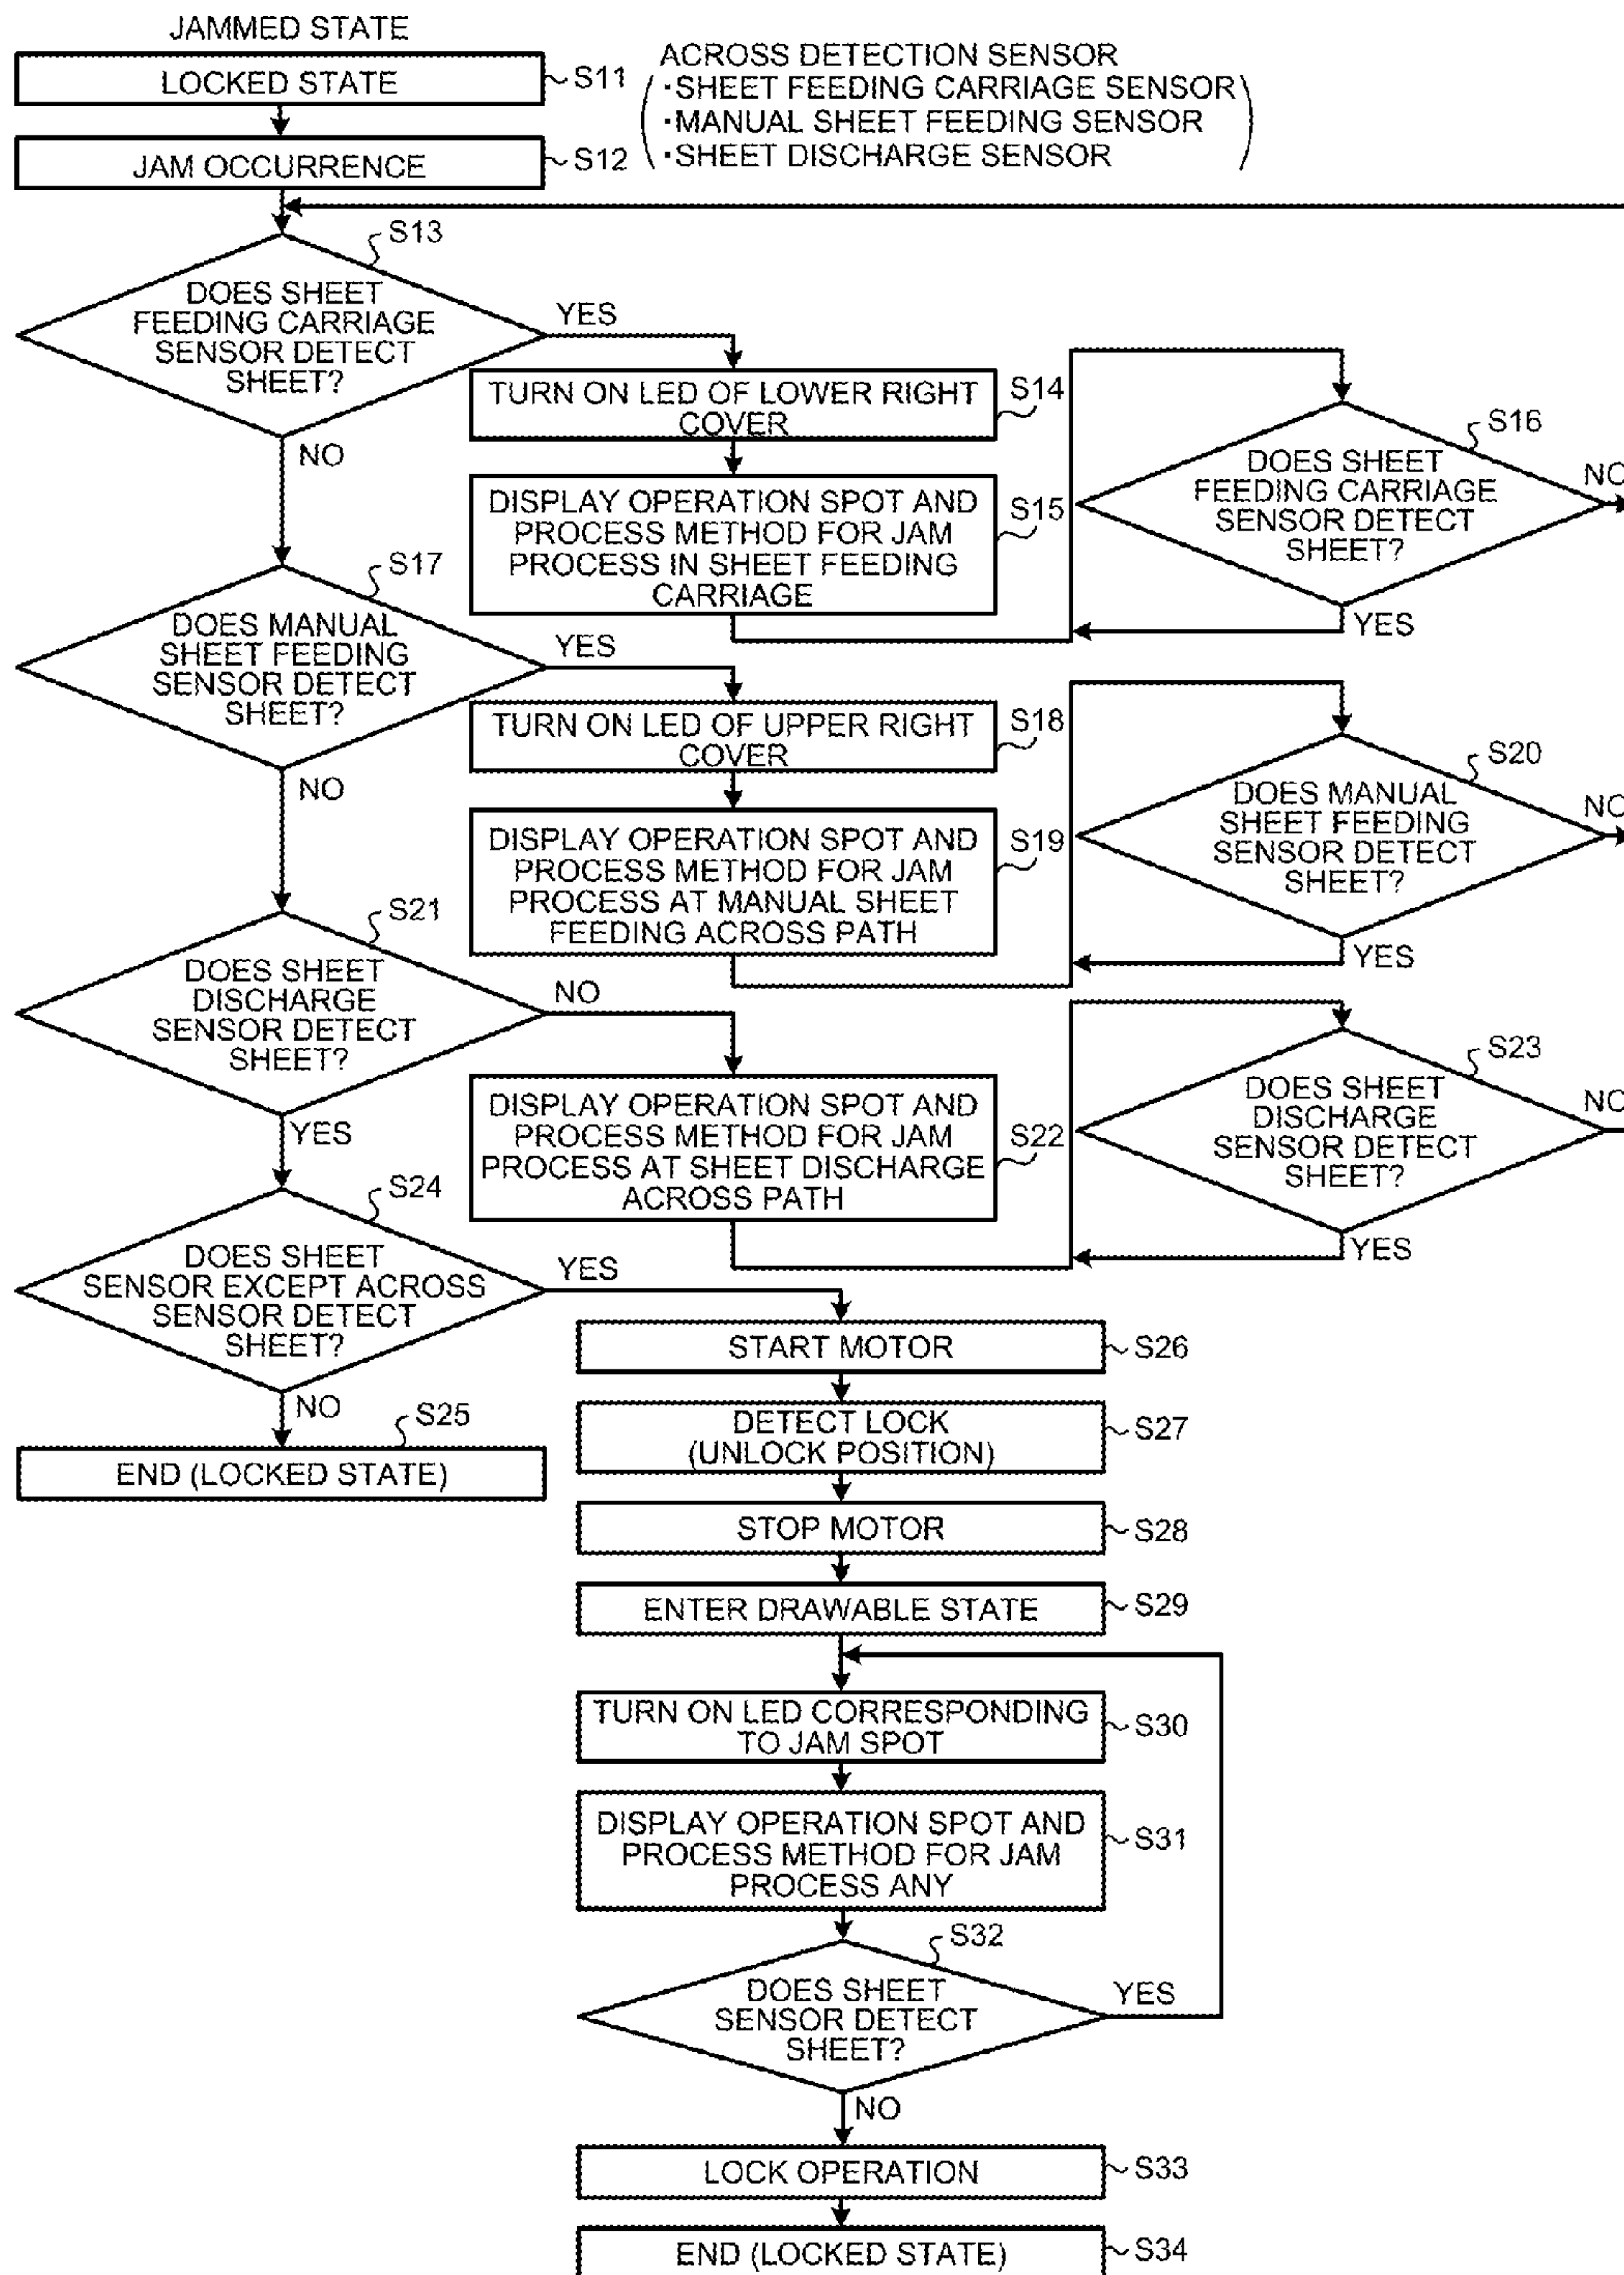 JAMMED STATE
LOCKED STATE
S11
ACROSS DETECTION SENSOR
・SHEET FEEDING CARRIAGE SENSOR
・MANUAL SHEET FEEDING SENSOR
・SHEET DISCHARGE SENSOR
JAM OCCURRENCE
S12
S13
DOES SHEET
FEEDING CARRIAGE
SENSOR DETECT
SHEET?
YES
NO
TURN ON LED OF LOWER RIGHT
COVER
S14
DISPLAY OPERATION SPOT AND
PROCESS METHOD FOR JAM
PROCESS IN SHEET FEEDING
CARRIAGE
S15
S16
DOES SHEET
FEEDING CARRIAGE
SENSOR DETECT
SHEET?
NO
YES
S17
DOES MANUAL
SHEET FEEDING
SENSOR DETECT
SHEET?
YES
NO
TURN ON LED OF UPPER RIGHT
COVER
S18
DISPLAY OPERATION SPOT AND
PROCESS METHOD FOR JAM
PROCESS AT MANUAL SHEET
FEEDING ACROSS PATH
S19
S20
DOES MANUAL
SHEET FEEDING
SENSOR DETECT
SHEET?
NO
YES
S21
DOES SHEET
DISCHARGE
SENSOR DETECT
SHEET?
NO
YES
DISPLAY OPERATION SPOT AND
PROCESS METHOD FOR JAM
PROCESS AT SHEET DISCHARGE
ACROSS PATH
S22
S23
DOES SHEET
DISCHARGE
SENSOR DETECT
SHEET?
NO
YES
S24
DOES SHEET
SENSOR EXCEPT ACROSS
SENSOR DETECT
SHEET?
YES
NO
S25
END (LOCKED STATE)
START MOTOR
S26
DETECT LOCK
(UNLOCK POSITION)
S27
STOP MOTOR
S28
ENTER DRAWABLE STATE
S29
TURN ON LED CORRESPONDING
TO JAM SPOT
S30
DISPLAY OPERATION SPOT AND
PROCESS METHOD FOR JAM
PROCESS ANY
S31
S32
DOES SHEET
SENSOR DETECT
SHEET?
YES
NO
LOCK OPERATION
S33
END (LOCKED STATE)
S34